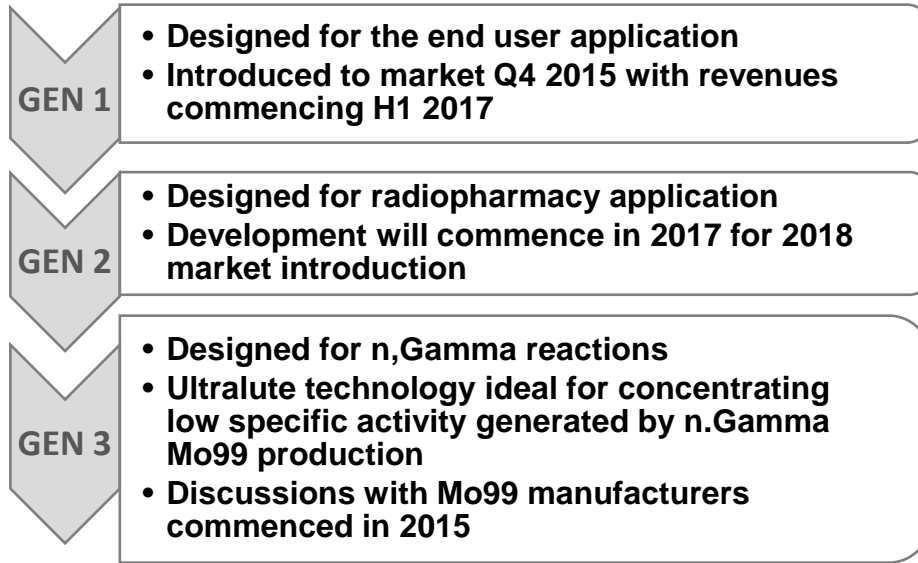 GEN 1
• Designed for the end user application
• Introduced to market Q4 2015 with revenues
commencing H1 2017
GEN 2
• Designed for radiopharmacy application
• Development will commence in 2017 for 2018
market introduction
GEN 3
• Designed for n,Gamma reactions
• Ultralute technology ideal for concentrating
low specific activity generated by n.Gamma
Mo99 production
• Discussions with Mo99 manufacturers
commenced in 2015